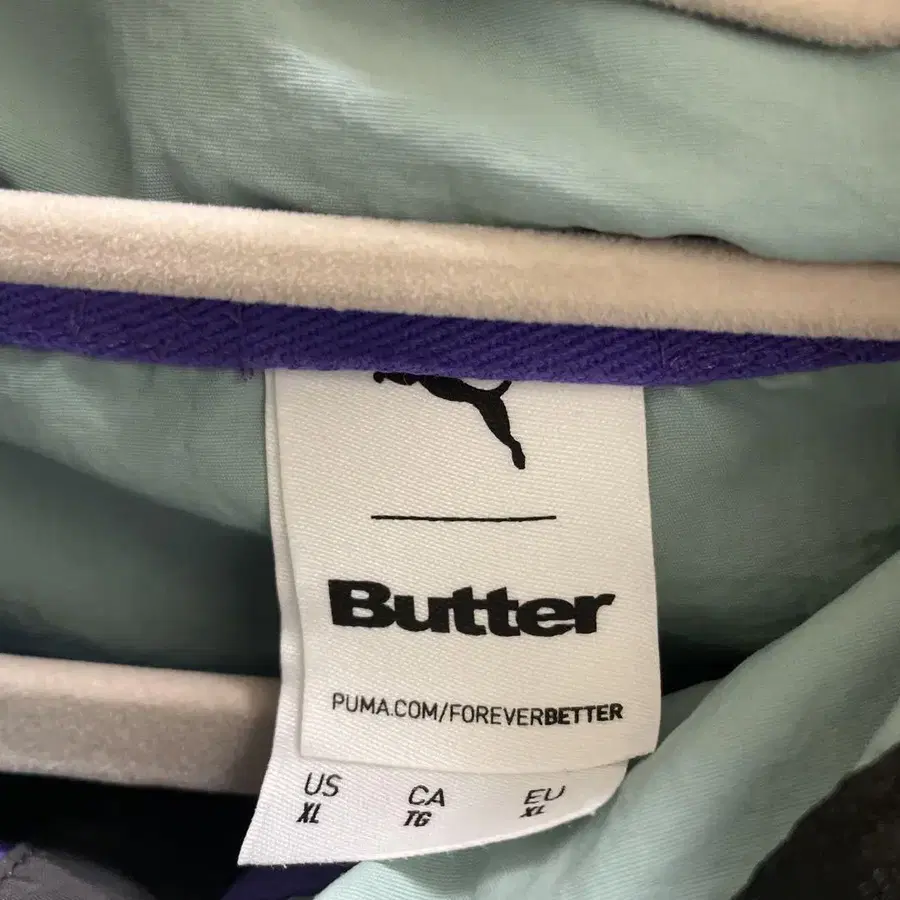 Butter
PUMA.COM/FOREVERBETTER
US CA EU
XL TG XL